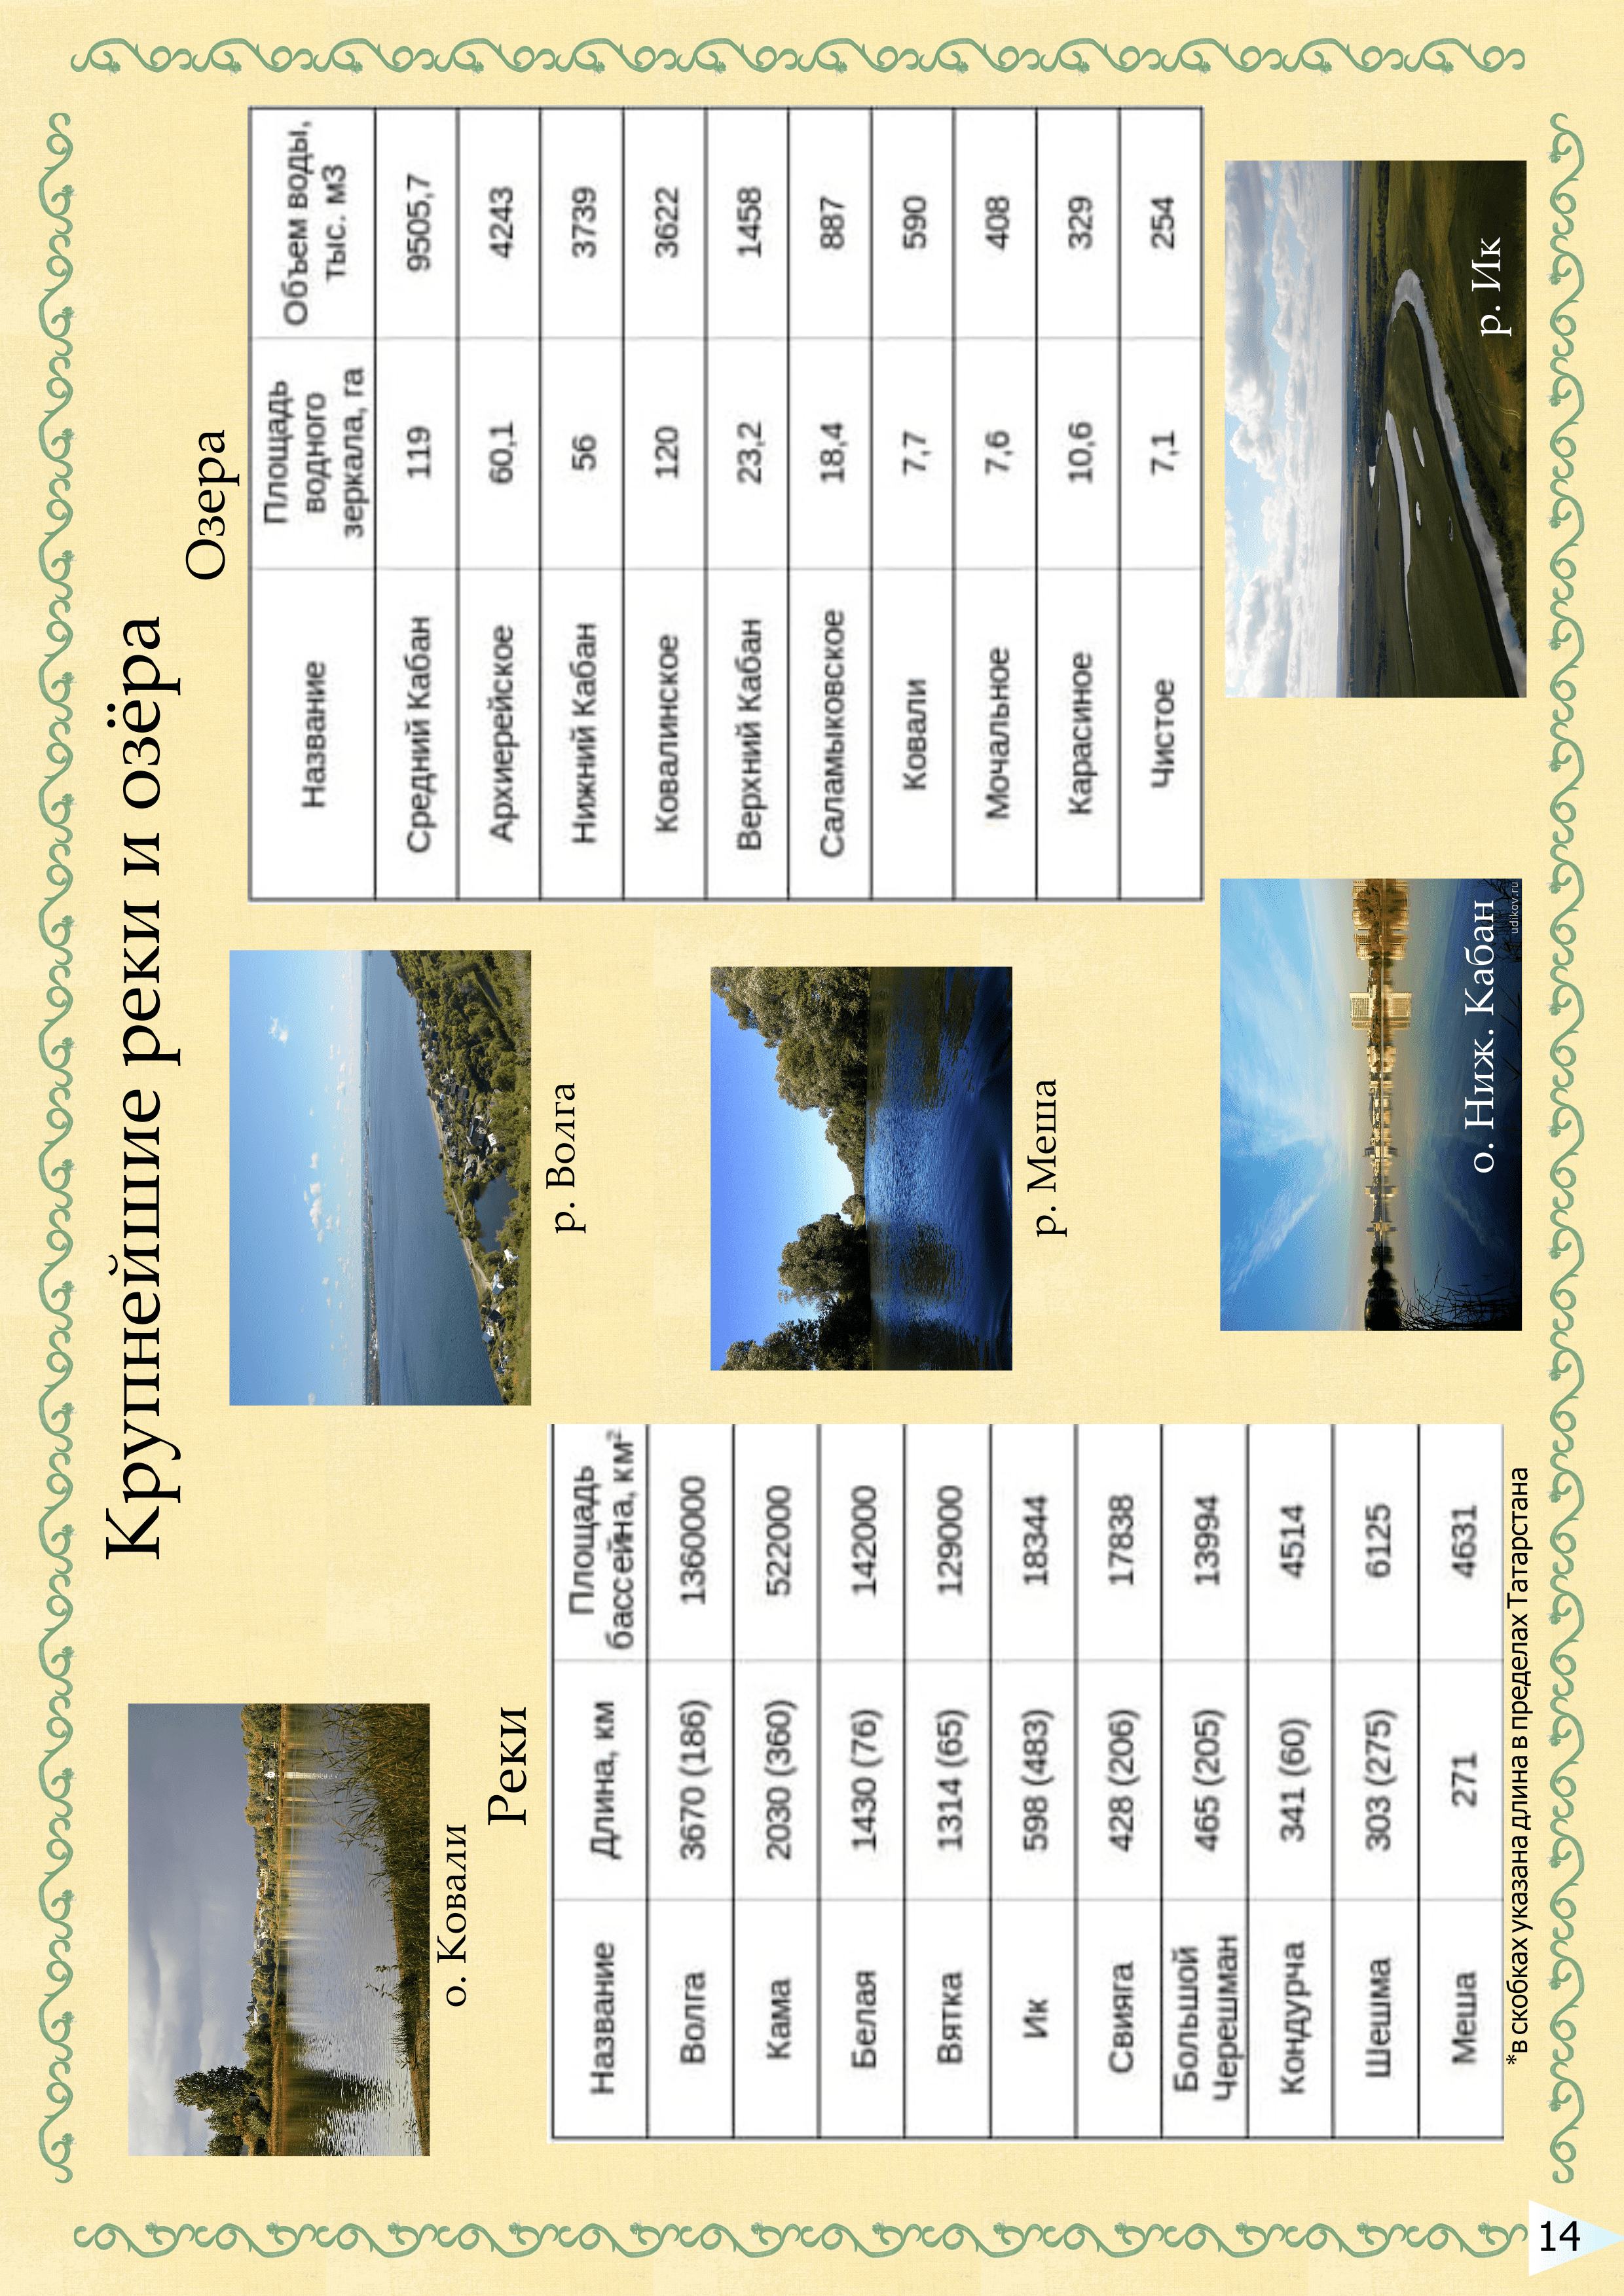 Крупнейшие реки и озёра
о. Ковали
Реки
Название Длина, км Площадь бассейна, км²
Волга 3670 (186) 1360000
Кама 2030 (360) 522000
Белая 1430 (76) 142000
Вятка 1314 (65) 129000
Ик 598 (483) 18344
Свияга 428 (206) 17838
Большой Черешман 465 (205) 13994
Кондурча 341 (60) 4514
Шешма 303 (275) 6125
Меша 271 4631
*в скобках указана длина в пределах Татарстана
р. Волга
р. Меша
о. Ниж. Кабан
udikov.ru
Озера
Название Площадь водного зеркала, га Объем воды, тыс. м3
Средний Кабан 119 9505,7
Архиерейское 60,1 4243
Нижний Кабан 56 3739
Ковалинское 120 3622
Верхний Кабан 23,2 1458
Саламыковское 18,4 887
Ковали 7,7 590
Мочальное 7,6 408
Карасиное 10,6 329
Чистое 7,1 254
р. Ик
14